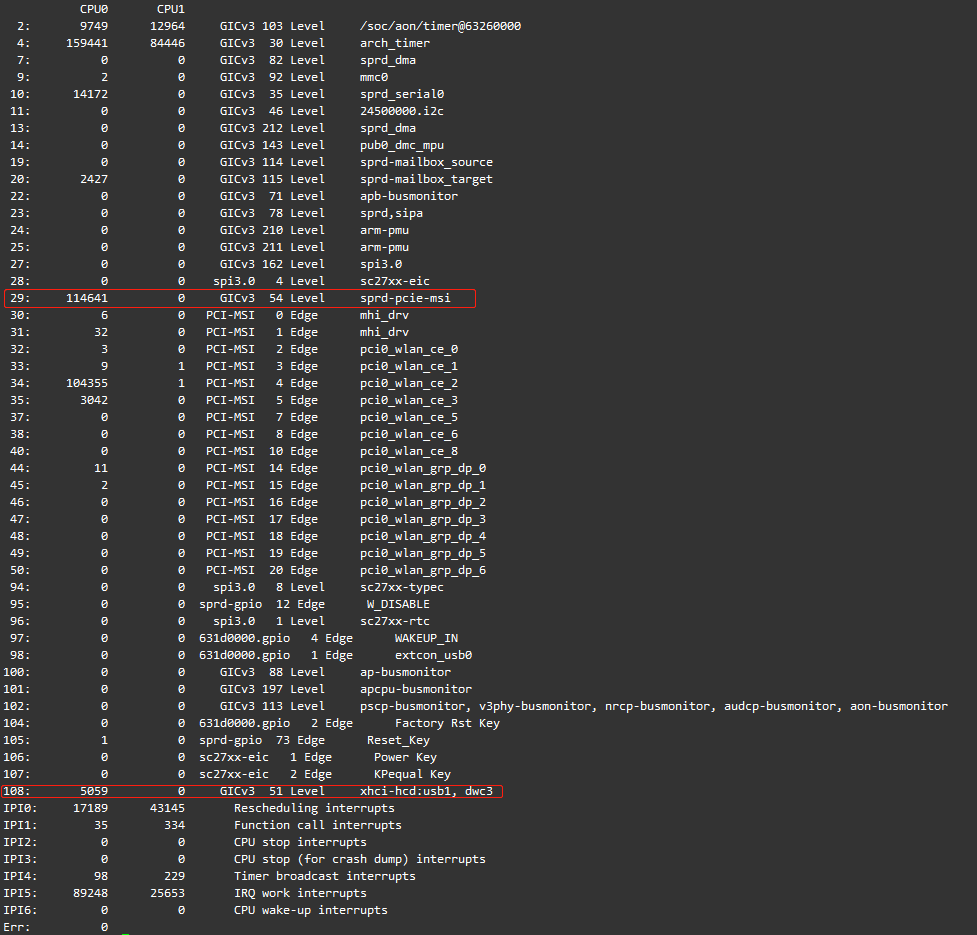 CPU0 CPU1
2: 9749 12964 GICv3 103 Level /soc/aon/timer@63260000
4: 159441 84446 GICv3 30 Level arch_timer
7: 0 0 GICv3 82 Level sprd_dma
9: 2 0 GICv3 92 Level mmc0
10: 14172 0 GICv3 35 Level sprd_serial0
11: 0 0 GICv3 46 Level 24500000.i2c
13: 0 0 GICv3 212 Level sprd_dma
14: 0 0 GICv3 143 Level pub0_dmc_mpu
19: 0 0 GICv3 114 Level sprd-mailbox_source
20: 2427 0 GICv3 115 Level sprd-mailbox_target
22: 0 0 GICv3 71 Level apb-busmonitor
23: 0 0 GICv3 78 Level sprd,sipa
24: 0 0 GICv3 210 Level arm-pmu
25: 0 0 GICv3 211 Level arm-pmu
27: 0 0 GICv3 162 Level spi3.0
28: 0 0 spi3.0 4 Level sc27xx-eic
29: 114641 0 GICv3 54 Level sprd-pcie-msi
30: 6 0 PCI-MSI 0 Edge mhi_drv
31: 32 0 PCI-MSI 1 Edge mhi_drv
32: 3 0 PCI-MSI 2 Edge pci0_wlan_ce_0
33: 9 1 PCI-MSI 3 Edge pci0_wlan_ce_1
34: 104355 1 PCI-MSI 4 Edge pci0_wlan_ce_2
35: 3042 0 PCI-MSI 5 Edge pci0_wlan_ce_3
37: 0 0 PCI-MSI 7 Edge pci0_wlan_ce_5
38: 0 0 PCI-MSI 8 Edge pci0_wlan_ce_6
40: 0 0 PCI-MSI 10 Edge pci0_wlan_ce_8
44: 11 0 PCI-MSI 14 Edge pci0_wlan_grp_dp_0
45: 2 0 PCI-MSI 15 Edge pci0_wlan_grp_dp_1
46: 0 0 PCI-MSI 16 Edge pci0_wlan_grp_dp_2
47: 0 0 PCI-MSI 17 Edge pci0_wlan_grp_dp_3
48: 0 0 PCI-MSI 18 Edge pci0_wlan_grp_dp_4
49: 0 0 PCI-MSI 19 Edge pci0_wlan_grp_dp_5
50: 0 0 PCI-MSI 20 Edge pci0_wlan_grp_dp_6
94: 0 0 spi3.0 8 Level sc27xx-typec
95: 0 0 sprd-gpio 12 Edge W_DISABLE
96: 0 0 spi3.0 1 Level sc27xx-rtc
97: 0 0 631d0000.gpio 4 Edge WAKEUP_IN
98: 0 0 631d0000.gpio 1 Edge extcon_usb0
100: 0 0 GICv3 88 Level ap-busmonitor
101: 0 0 GICv3 197 Level apcpu-busmonitor
102: 0 0 GICv3 113 Level pscp-busmonitor, v3phy-busmonitor, nrcp-busmonitor, audcp-busmonitor, aon-busmonitor
104: 0 0 631d0000.gpio 2 Edge Factory Rst Key
105: 1 0 sprd-gpio 73 Edge Reset_Key
106: 0 0 sc27xx-eic 1 Edge Power Key
107: 0 0 sc27xx-eic 2 Edge KPequal Key
108: 5059 0 GICv3 51 Level xhci-hcd:usb1, dwc3
IPI0: 17189 43145 Rescheduling interrupts
IPI1: 35 334 Function call interrupts
IPI2: 0 0 CPU stop interrupts
IPI3: 0 0 CPU stop (for crash dump) interrupts
IPI4: 98 229 Timer broadcast interrupts
IPI5: 89248 25653 IRQ work interrupts
IPI6: 0 0 CPU wake-up interrupts
Err: 0